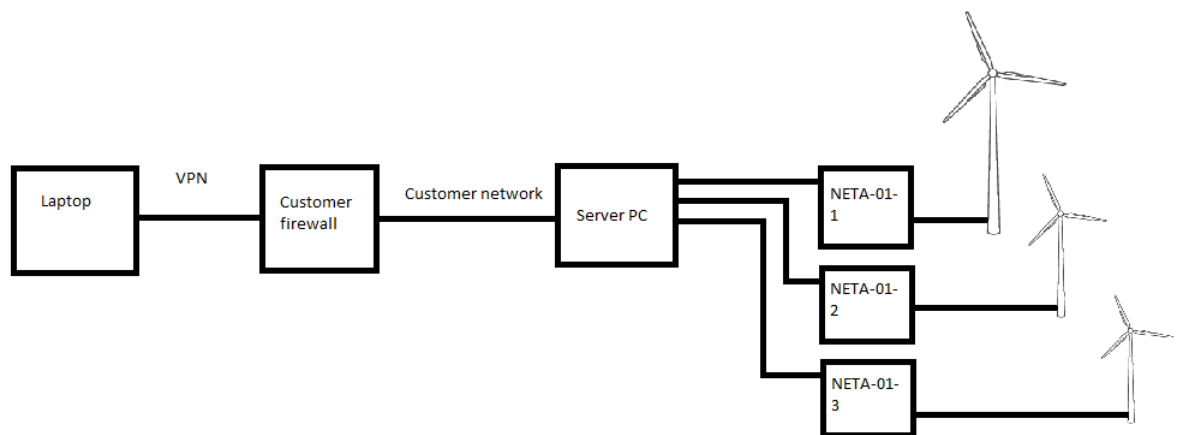 Laptop
VPN
Customer
firewall
Customer network
Server PC
NETA-01-
1
NETA-01-
2
NETA-01-
3